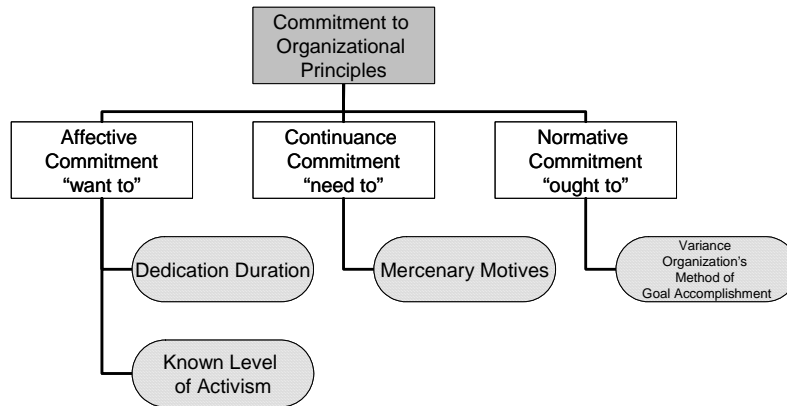 Commitment to
Organizational
Principles
Affective
Commitment
“want to”
Continuance
Commitment
“need to”
Normative
Commitment
“ought to”
Dedication Duration
Mercenary Motives
Variance
Organization’s
Method of
Goal Accomplishment
Known Level
of Activism